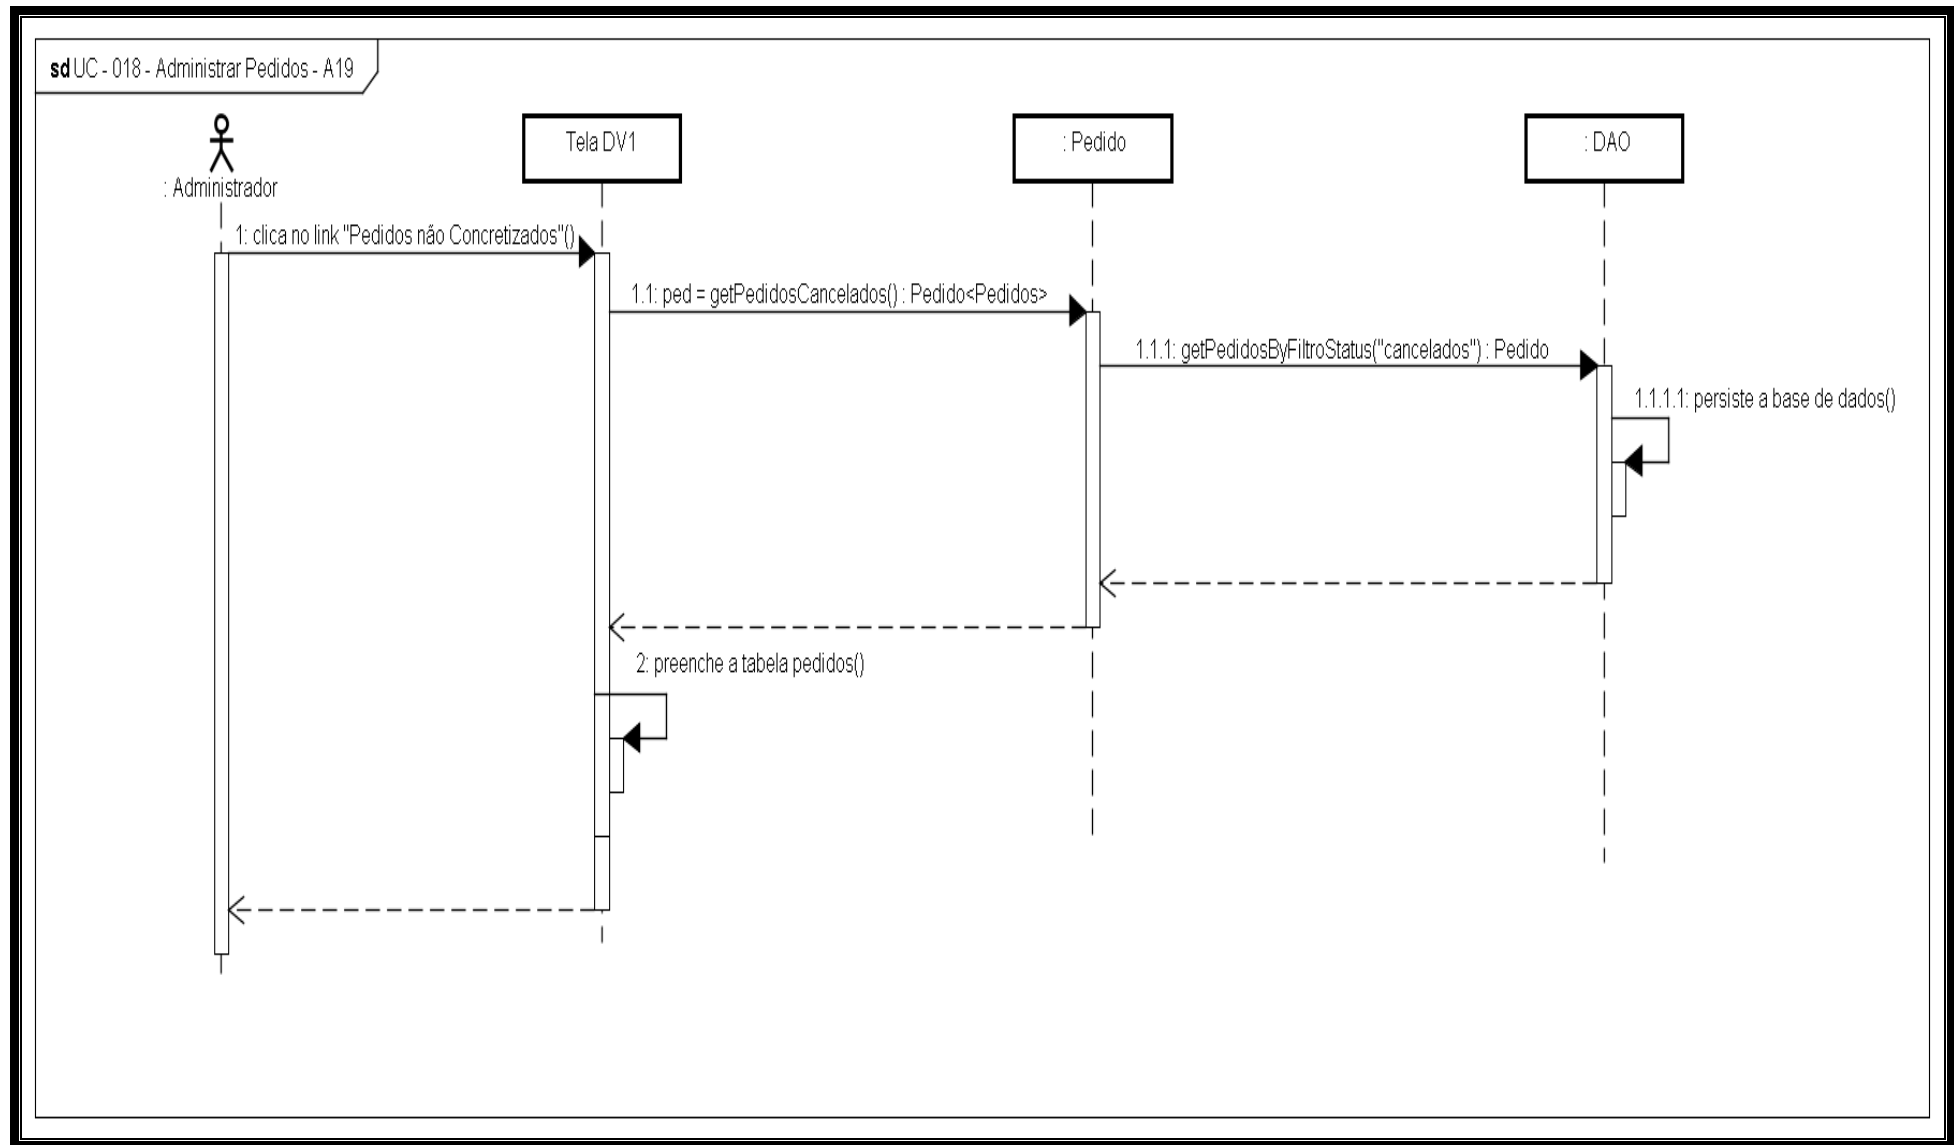 sd UC - 018 - Administrar Pedidos - A19
Tela DV1
: Pedido
: DAO
: Administrador
1: clica no link "Pedidos não Concretizados"()
1.1: ped = getPedidosCancelados() : Pedido<Pedidos>
1.1.1: getPedidosByFiltroStatus("cancelados") : Pedido
1.1.1.1: persiste a base de dados()
2: preenche a tabela pedidos()